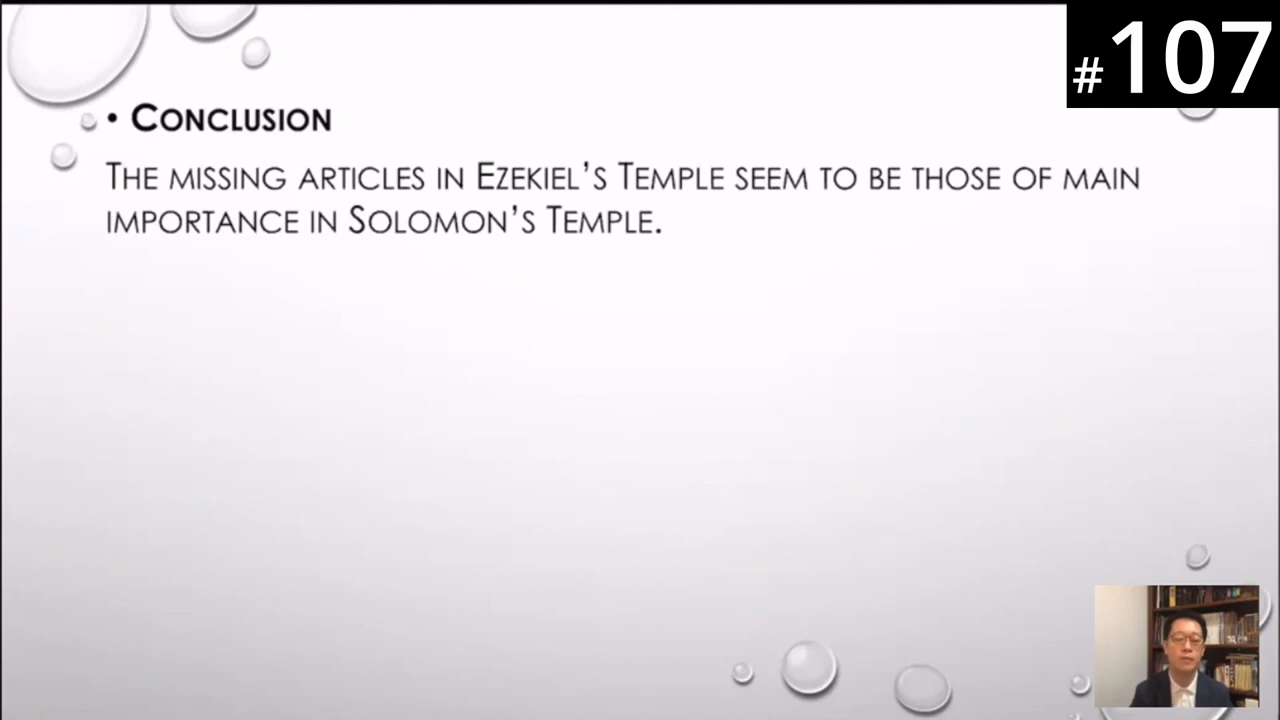 #107
• Conclusion
The missing articles in Ezekiel’s Temple seem to be those of main
importance in Solomon’s Temple.